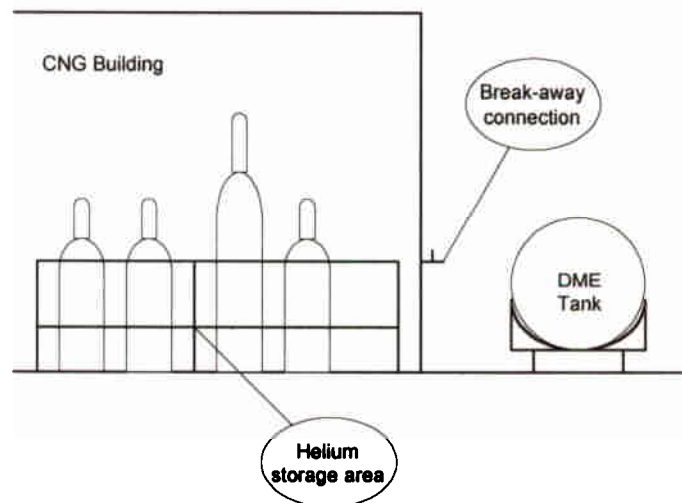 CNG Building
Break-away
connection
DME
Tank
Helium
storage area